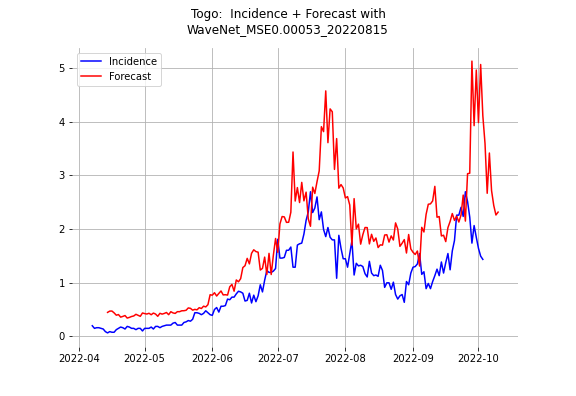 Togo:  Incidence + Forecast with
WaveNet_MSE0.00053_20220815
Incidence
Forecast
5
4
3
2
1
0
2022-04 2022-05 2022-06 2022-07 2022-08 2022-09 2022-10